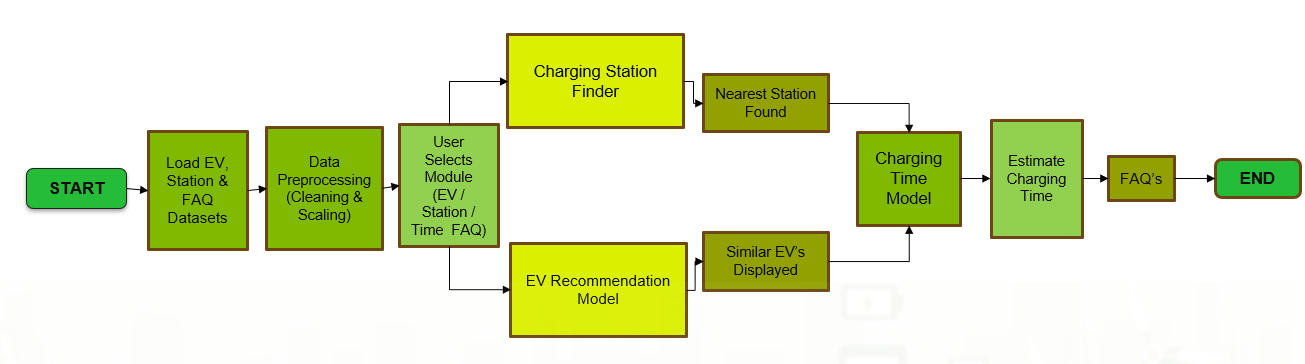 START
Load EV,
Station &
FAQ
Datasets
Data
Preprocessing
(Cleaning &
Scaling)
User
Selects
Module
(EV /
Station /
Time  FAQ)
Charging Station
Finder
Nearest Station
Found
EV Recommendation
Model
Similar EV’s
Displayed
Charging
Time
Model
Estimate
Charging
Time
FAQ’s
END